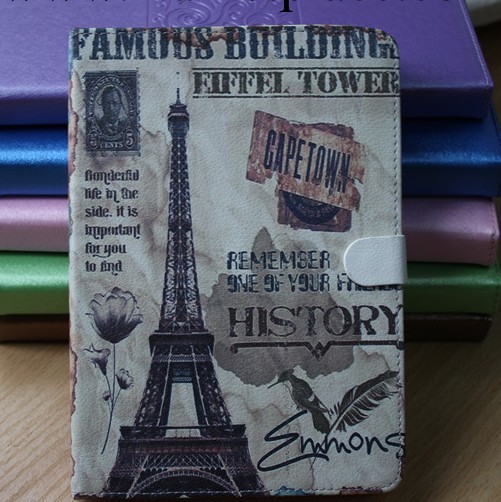 FAMOUS BUILDING
EIFFEL TOWER
5 CENTS 5
CAPETOWN
Wonderful
life in the
side. it is
important
for you
to find
REMEMBER
ONE OF YOUR
HISTORY
Emmons